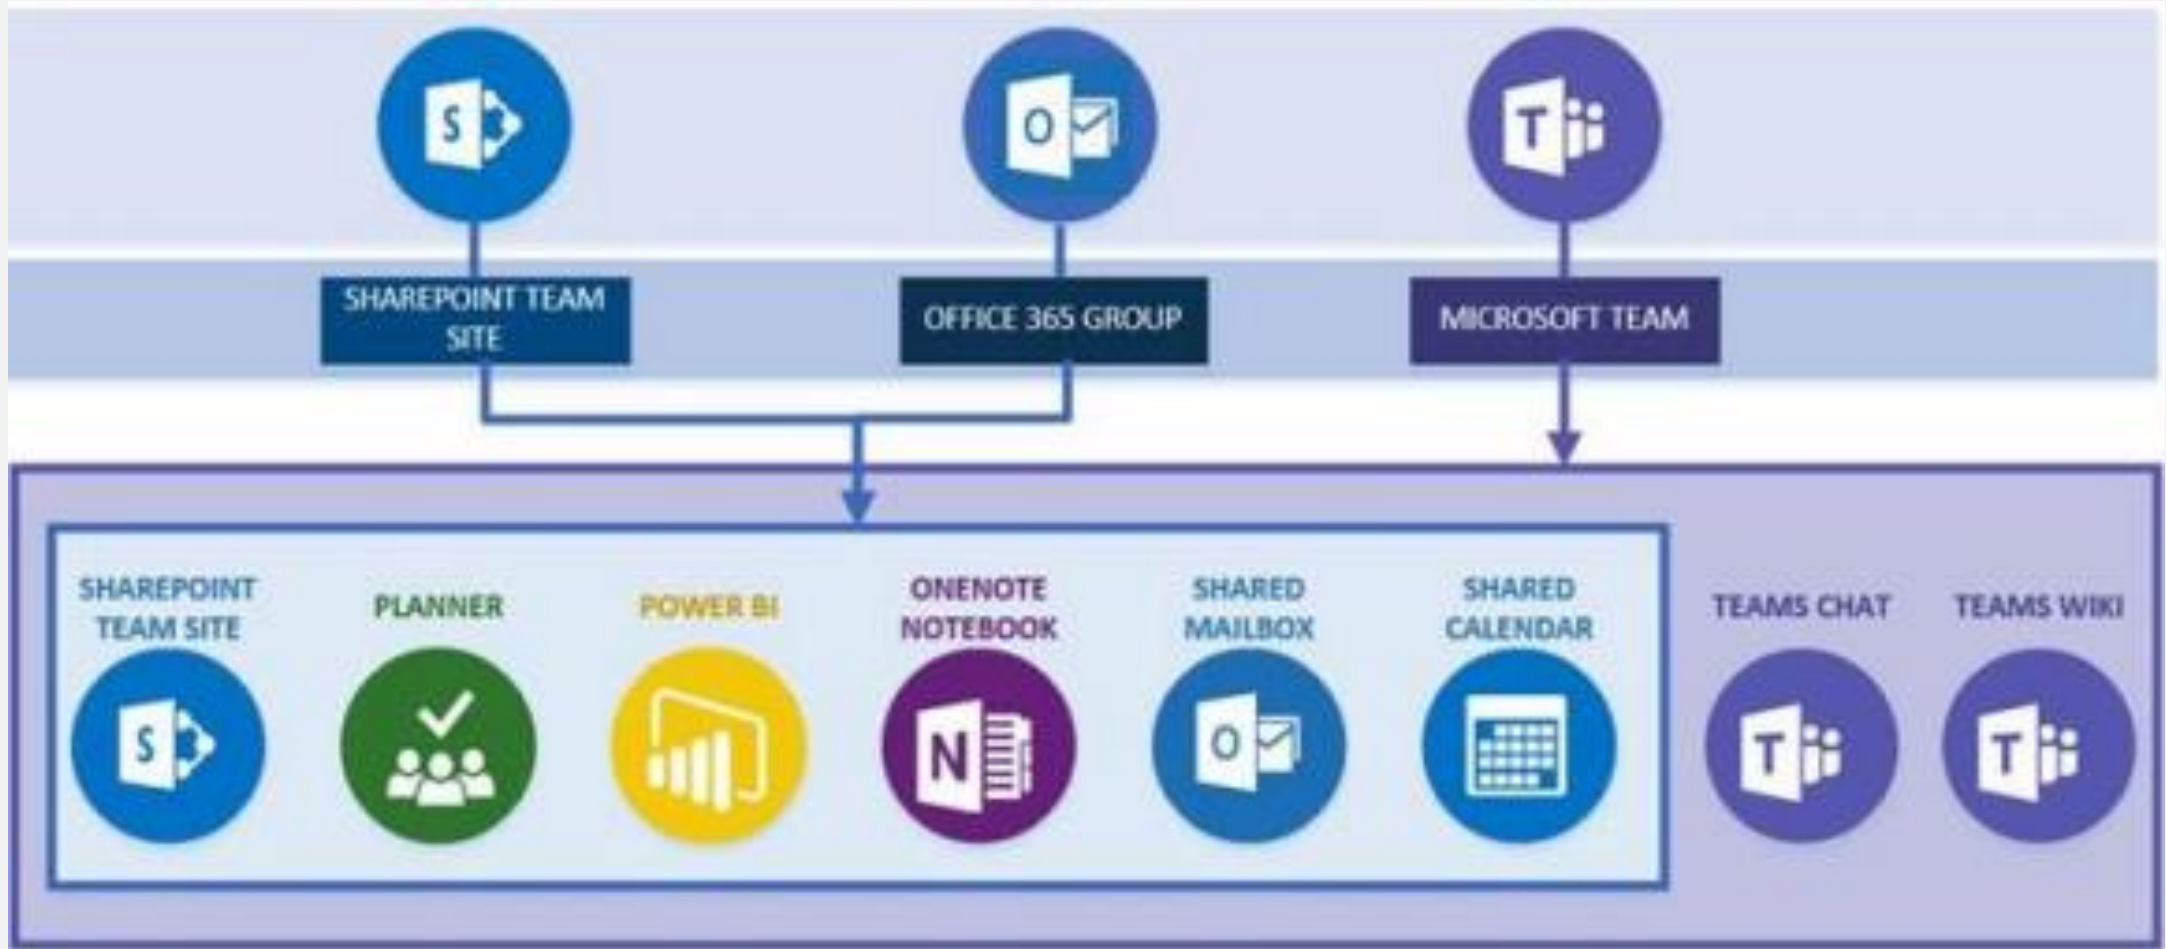 S
O
T
SHAREPOINT TEAM
SITE
OFFICE 365 GROUP
MICROSOFT TEAM
SHAREPOINT
TEAM SITE
PLANNER
POWER BI
ONENOTE
NOTEBOOK
SHARED
MAILBOX
SHARED
CALENDAR
TEAMS CHAT
TEAMS WIKI
S
N
O
T
T